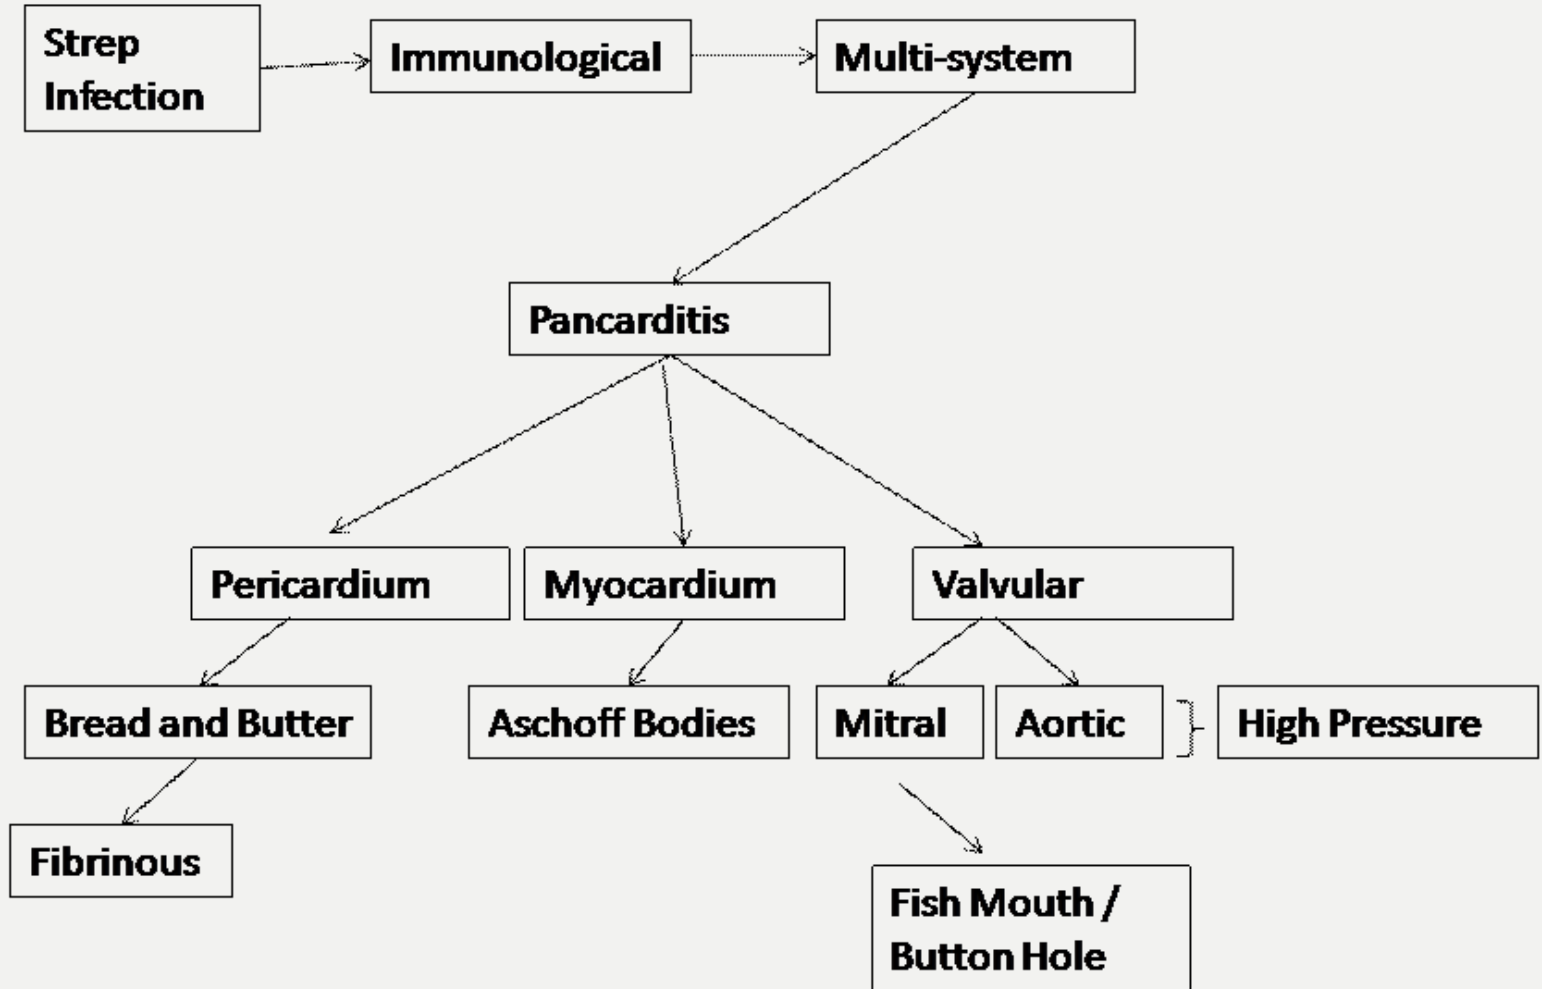 Strep
Infection
Immunological
Multi-system
Pancarditis
Pericardium
Myocardium
Valvular
Bread and Butter
Aschoff Bodies
Mitral
Aortic
High Pressure
Fibrinous
Fish Mouth /
Button Hole